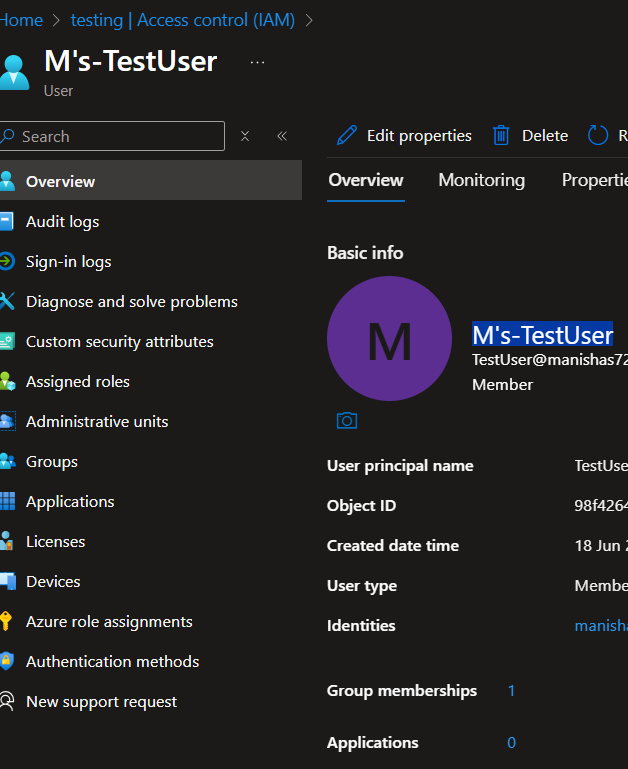 Home > testing | Access control (IAM) >
M's-TestUser ...
User
Search
Overview
Audit logs
Sign-in logs
Diagnose and solve problems
Custom security attributes
Assigned roles
Administrative units
Groups
Applications
Licenses
Devices
Azure role assignments
Authentication methods
New support request
Edit properties Delete R
Overview Monitoring Propertie
Basic info
M
M's-TestUser
TestUser@manishas72
Member
User principal name TestUse
Object ID 98f4264
Created date time 18 Jun 2
User type Membe
Identities manisha
Group memberships 1
Applications 0